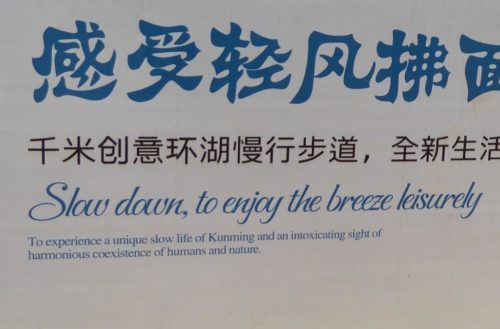 感受轻风拂面
千米创意环湖慢行步道，全新生活
Slow down, to enjoy the breeze leisurely
To experience a unique slow life of Kunming and an intoxicating sight of
harmonious coexistence of humans and nature.